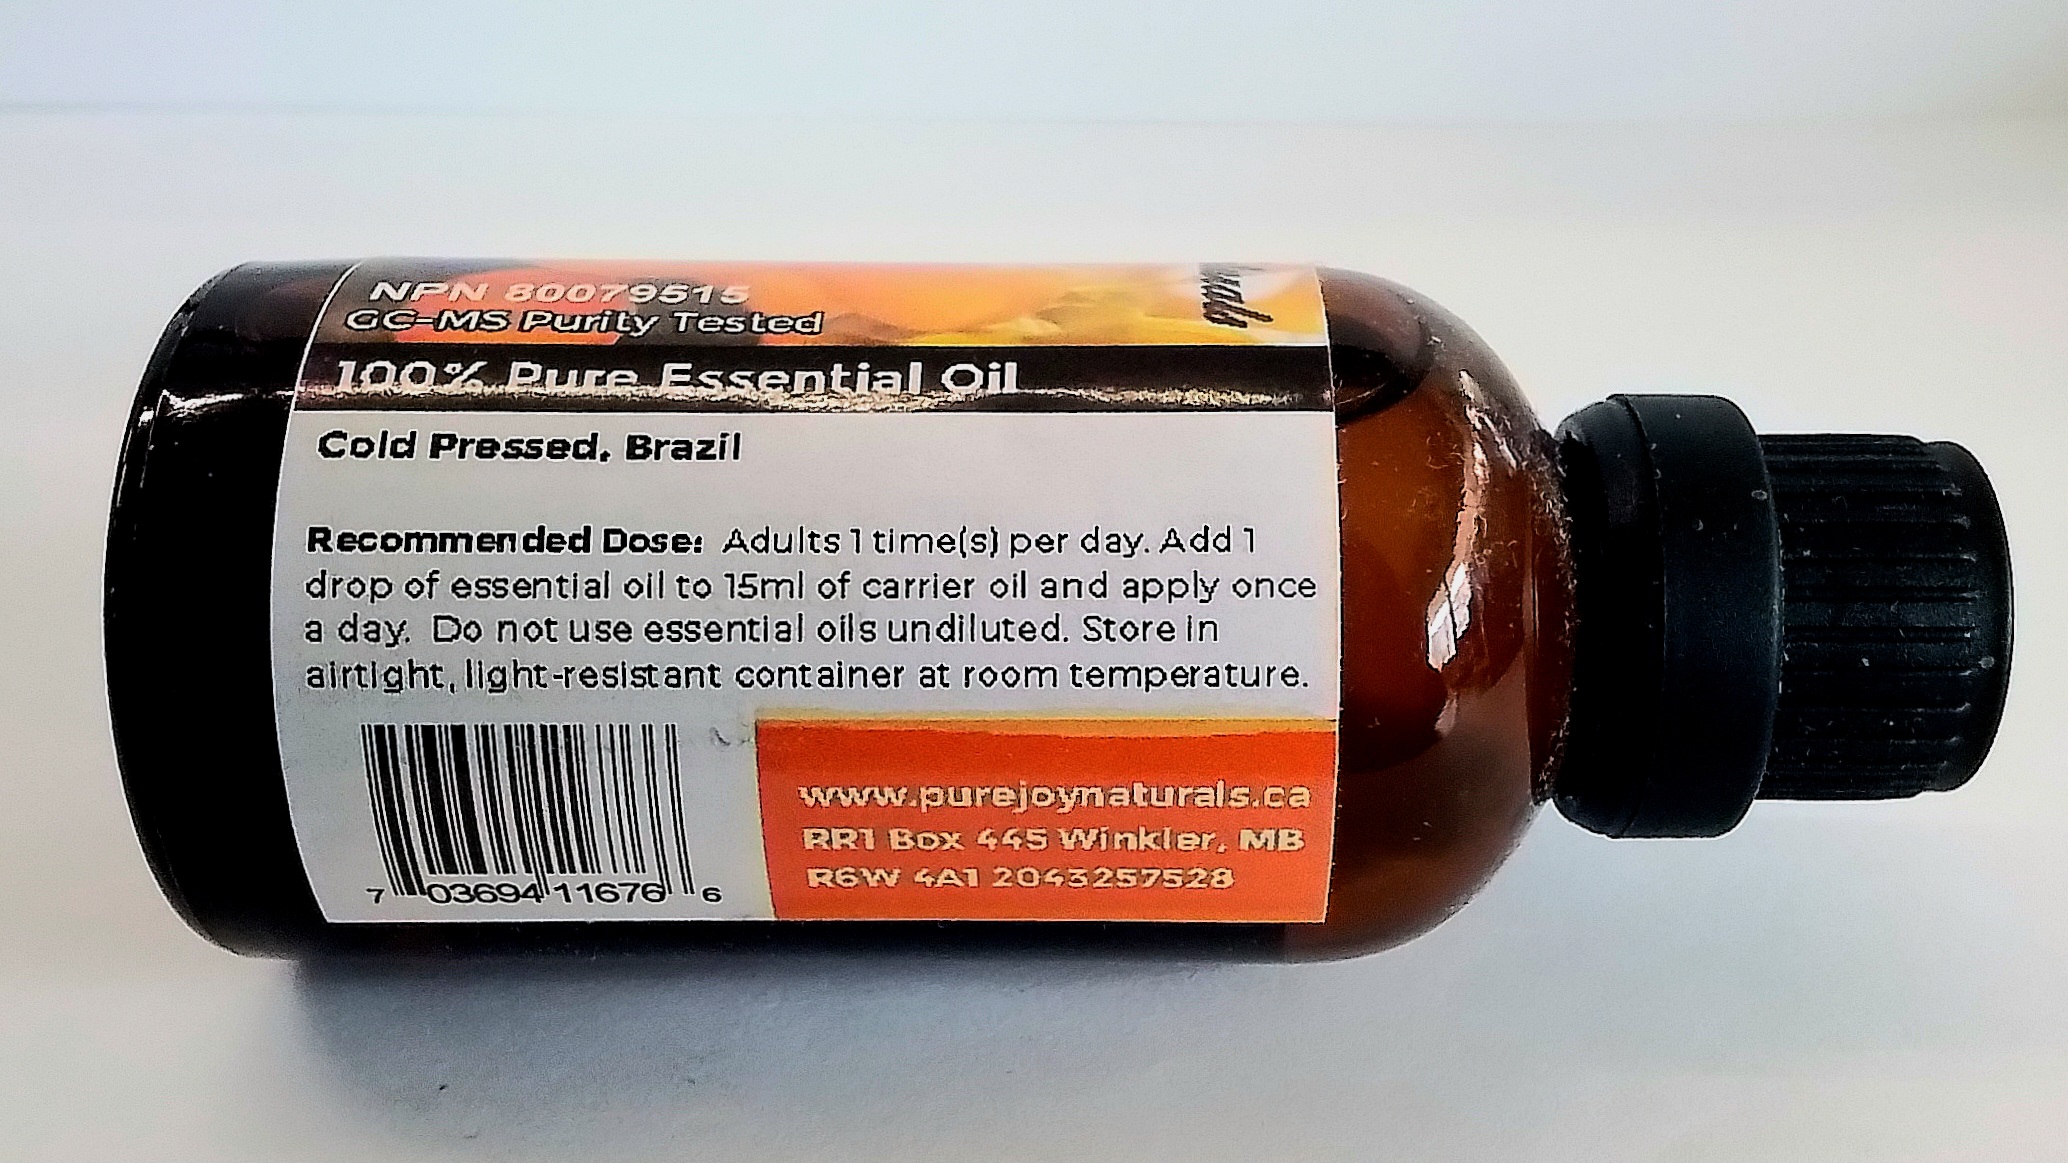 NPN 80079515
GC-MS Purity Tested
100% Pure Essential Oil
Cold Pressed, Brazil
Recommended Dose: Adults 1 time(s) per day. Add 1
drop of essential oil to 15ml of carrier oil and apply once
a day. Do not use essential oils undiluted. Store in
airtight, light-resistant container at room temperature.
7 03694 11676 6
www.purejoynaturals.ca
RR1 Box 445 Winkler, MB
R6W 4A1 2043257528